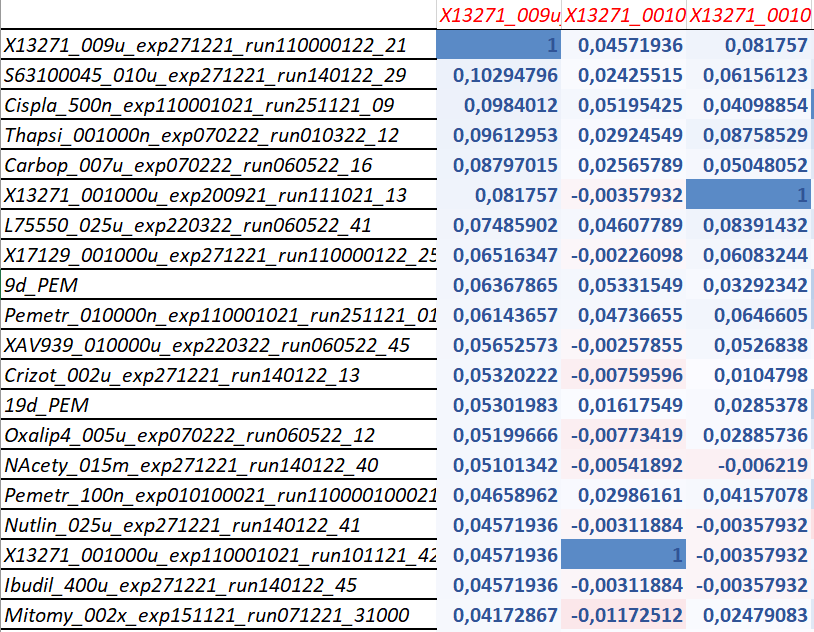 X13271_009u X13271_0010 X13271_0010
X13271_009u_exp271221_run110000122_21 1 0,04571936 0,081757
S63100045_010u_exp271221_run140122_29 0,10294796 0,02425515 0,06156123
Cispla_500n_exp110001021_run251121_09 0,0984012 0,05195425 0,04098854
Thapsi_001000n_exp070222_run010322_12 0,09612953 0,02924549 0,08758529
Carbop_007u_exp070222_run060522_16 0,08797015 0,02565789 0,05048052
X13271_001000u_exp200921_run111021_13 0,081757 -0,00357932 1
L75550_025u_exp220322_run060522_41 0,07485902 0,04607789 0,08391432
X17129_001000u_exp271221_run110000122_25 0,06516347 -0,00226098 0,06083244
9d_PEM 0,06367865 0,05331549 0,03292342
Pemetr_010000n_exp110001021_run251121_01 0,06143657 0,04736655 0,0646605
XAV939_010000u_exp220322_run060522_45 0,05652573 -0,00257855 0,0526838
Crizot_002u_exp271221_run140122_13 0,05320222 -0,00759596 0,0104798
19d_PEM 0,05301983 0,01617549 0,0285378
Oxalip4_005u_exp070222_run060522_12 0,05199666 -0,00773419 0,02885736
NAcety_015m_exp271221_run140122_40 0,05101342 -0,00541892 -0,006219
Pemetr_100n_exp010100021_run110000100021 0,04658962 0,02986161 0,04157078
Nutlin_025u_exp271221_run140122_41 0,04571936 -0,00311884 -0,00357932
X13271_001000u_exp110001021_run101121_42 0,04571936 1 -0,00357932
Ibudil_400u_exp271221_run140122_45 0,04571936 -0,00311884 -0,00357932
Mitomy_002x_exp151121_run071221_31000 0,04172867 -0,01172512 0,02479083